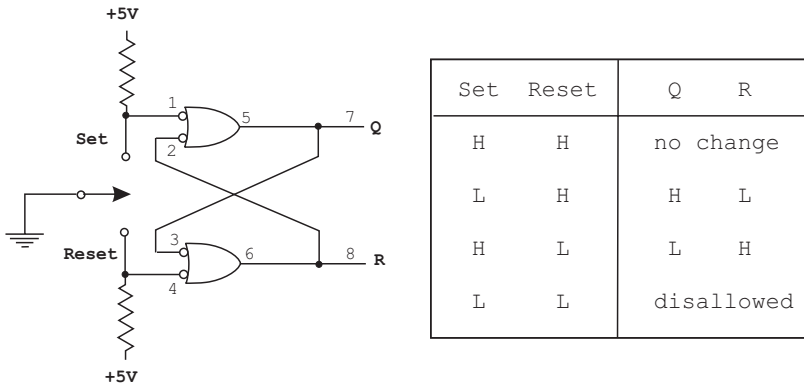 +5V
1
5
7
Q
Set
2
3
Reset
6
8
R
4
+5V
Set Reset Q R
H H no change
L H H L
H L L H
L L disallowed